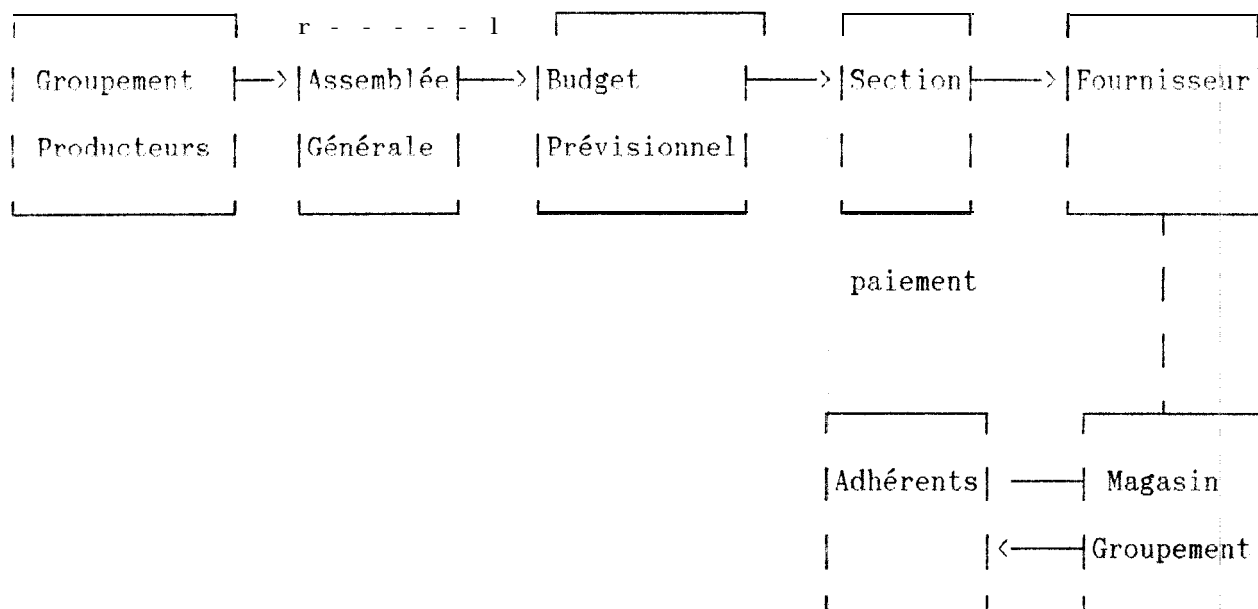 Groupement Assemblée Budget Section Fournisseur
Producteurs Générale Prévisionnel
paiement
Adhérents Magasin
Groupement